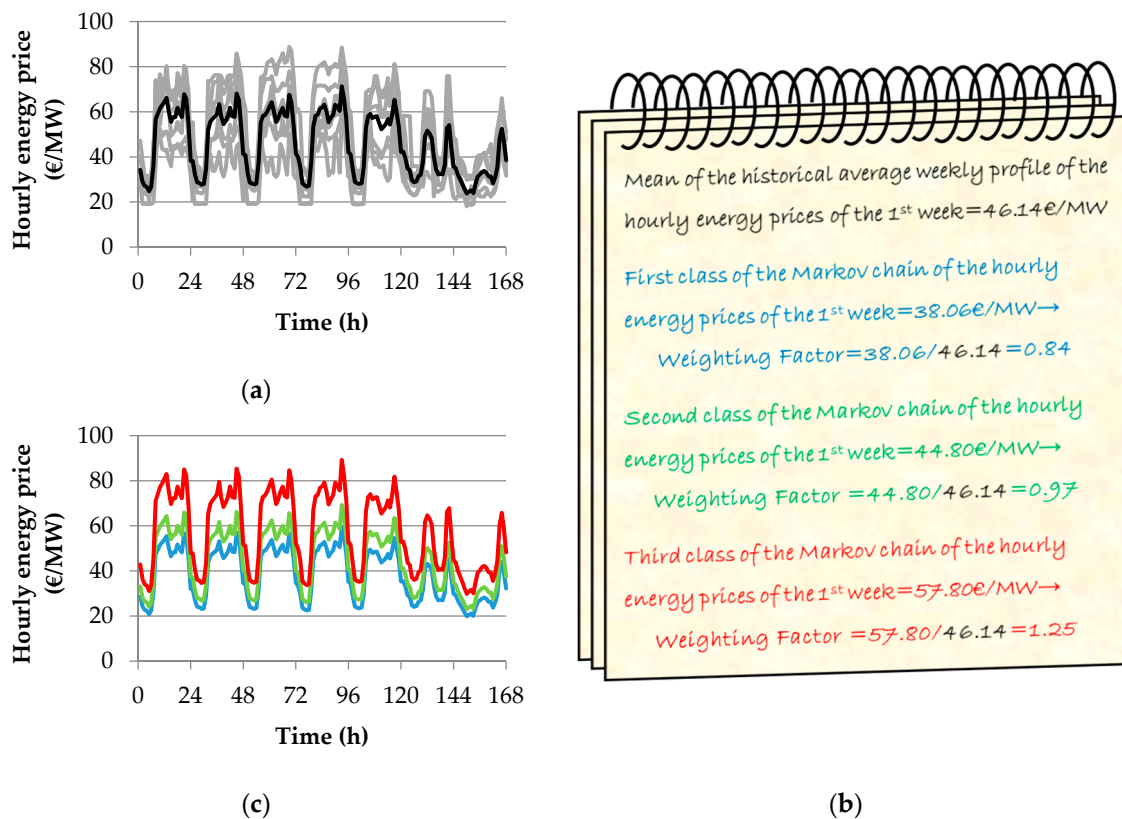 Hourly energy price
(€/MW)
100
80
60
40
20
0
0 24 48 72 96 120 144 168
Time (h)
(a)
Hourly energy price
(€/MW)
100
80
60
40
20
0
0 24 48 72 96 120 144 168
Time (h)
(c)
Mean of the historical average weekly profile of the
hourly energy prices of the 1st week=46.14€/MW
First class of the Markov chain of the hourly
energy prices of the 1st week=38.06€/MW→
Weighting Factor=38.06/46.14=0.84
Second class of the Markov chain of the hourly
energy prices of the 1st week=44.80€/MW→
Weighting Factor =44.80/46.14=0.97
Third class of the Markov chain of the hourly
energy prices of the 1st week=57.80€/MW→
Weighting Factor =57.80/46.14=1.25
(b)